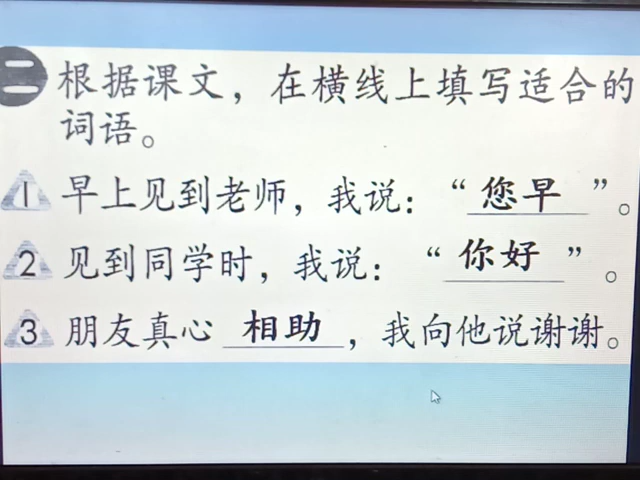 二 根据课文，在横线上填写适合的
词语。
1 早上见到老师，我说：“您早”。
2 见到同学时，我说：“你好”。
3 朋友真心 相助 ，我向他说谢谢。